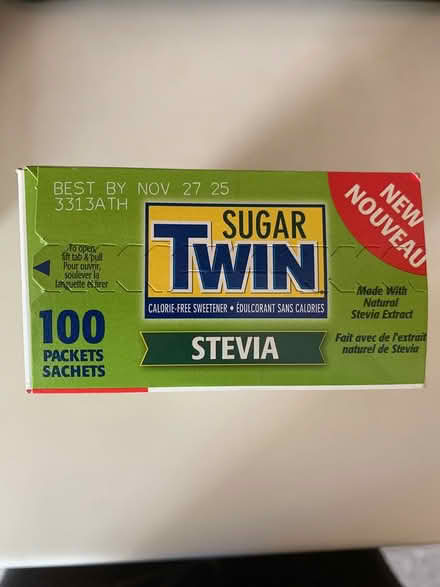 BEST BY NOV 27 25
3313ATH
NEW
NOUVEAU
SUGAR
TWIN
CALORIE-FREE SWEETENER • ÉDULCORANT SANS CALORIES
STEVIA
To open,
lift tab & pull
Pour ouvrir,
soulever la
languette et tirer
100
PACKETS
SACHETS
Made With
Natural
Stevia Extract
Fait avec de l'extrait
naturel de Stevia